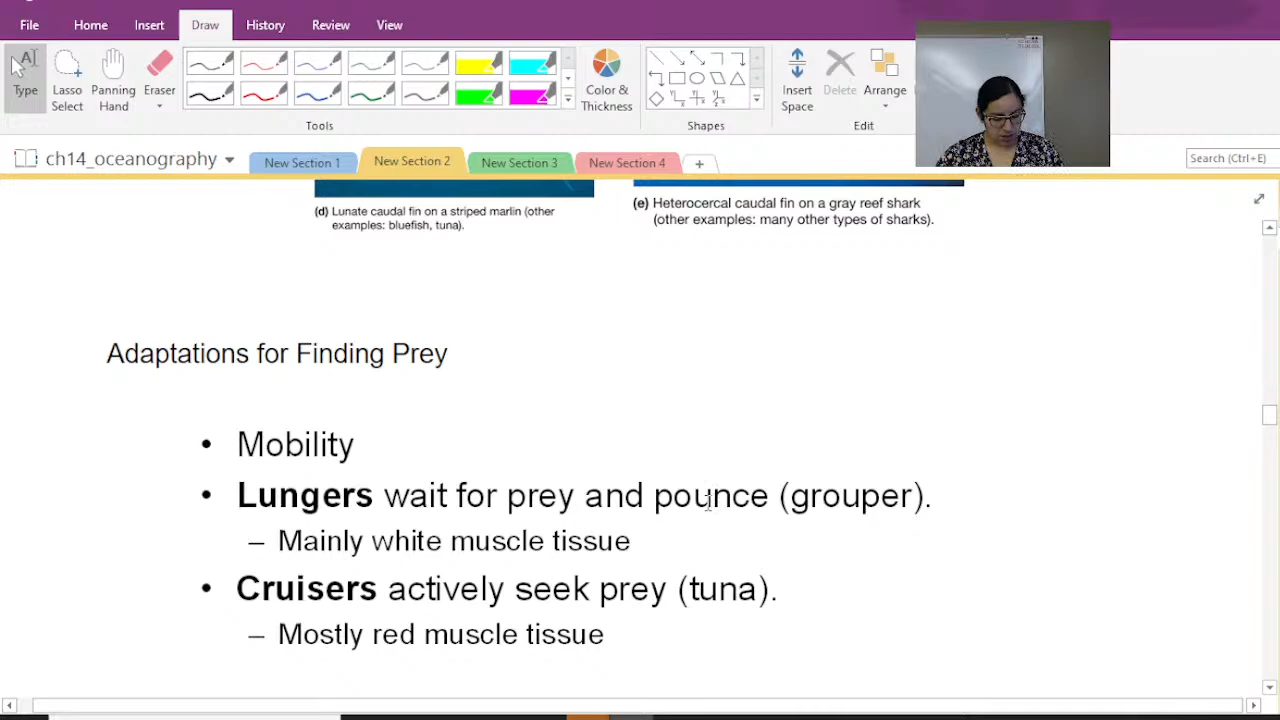 File Home Insert Draw History Review View
Type
Lasso Select
Panning Hand
Eraser
Color & Thickness
Insert Space
Delete
Arrange
Tools
Shapes
Edit
ch14_oceanography
New Section 1
New Section 2
New Section 3
New Section 4
+
Search (Ctrl+E)
(d) Lunate caudal fin on a striped marlin (other
examples: bluefish, tuna).
(e) Heterocercal caudal fin on a gray reef shark
(other examples: many other types of sharks).
Adaptations for Finding Prey
• Mobility
• Lungers wait for prey and pounce (grouper).
– Mainly white muscle tissue
• Cruisers actively seek prey (tuna).
– Mostly red muscle tissue